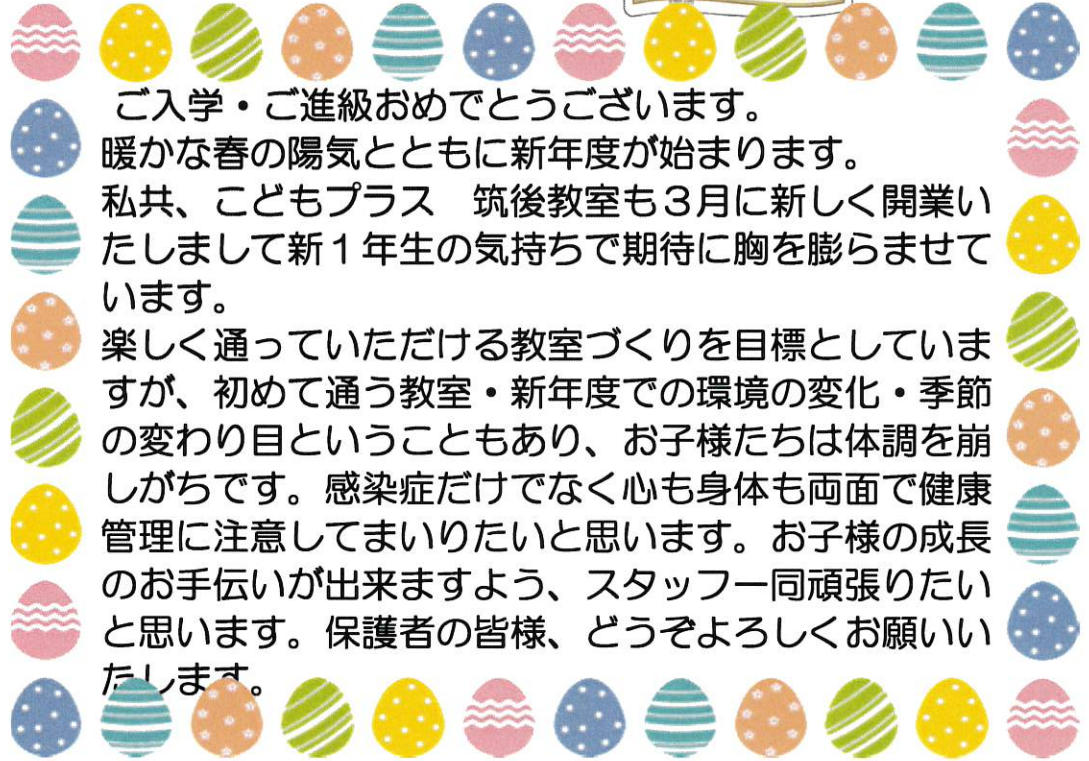 ご入学・ご進級おめでとうございます。
暖かな春の陽気とともに新年度が始まります。
私共、こどもプラス　筑後教室も３月に新しく開業い
たしまして新１年生の気持ちで期待に胸を膨らませて
います。
楽しく通っていただける教室づくりを目標としていま
すが、初めて通う教室・新年度での環境の変化・季節
の変わり目ということもあり、お子様たちは体調を崩
しがちです。感染症だけでなく心も身体も両面で健康
管理に注意してまいりたいと思います。お子様の成長
のお手伝いが出来ますよう、スタッフ一同頑張りたい
と思います。保護者の皆様、どうぞよろしくお願いい
たします。